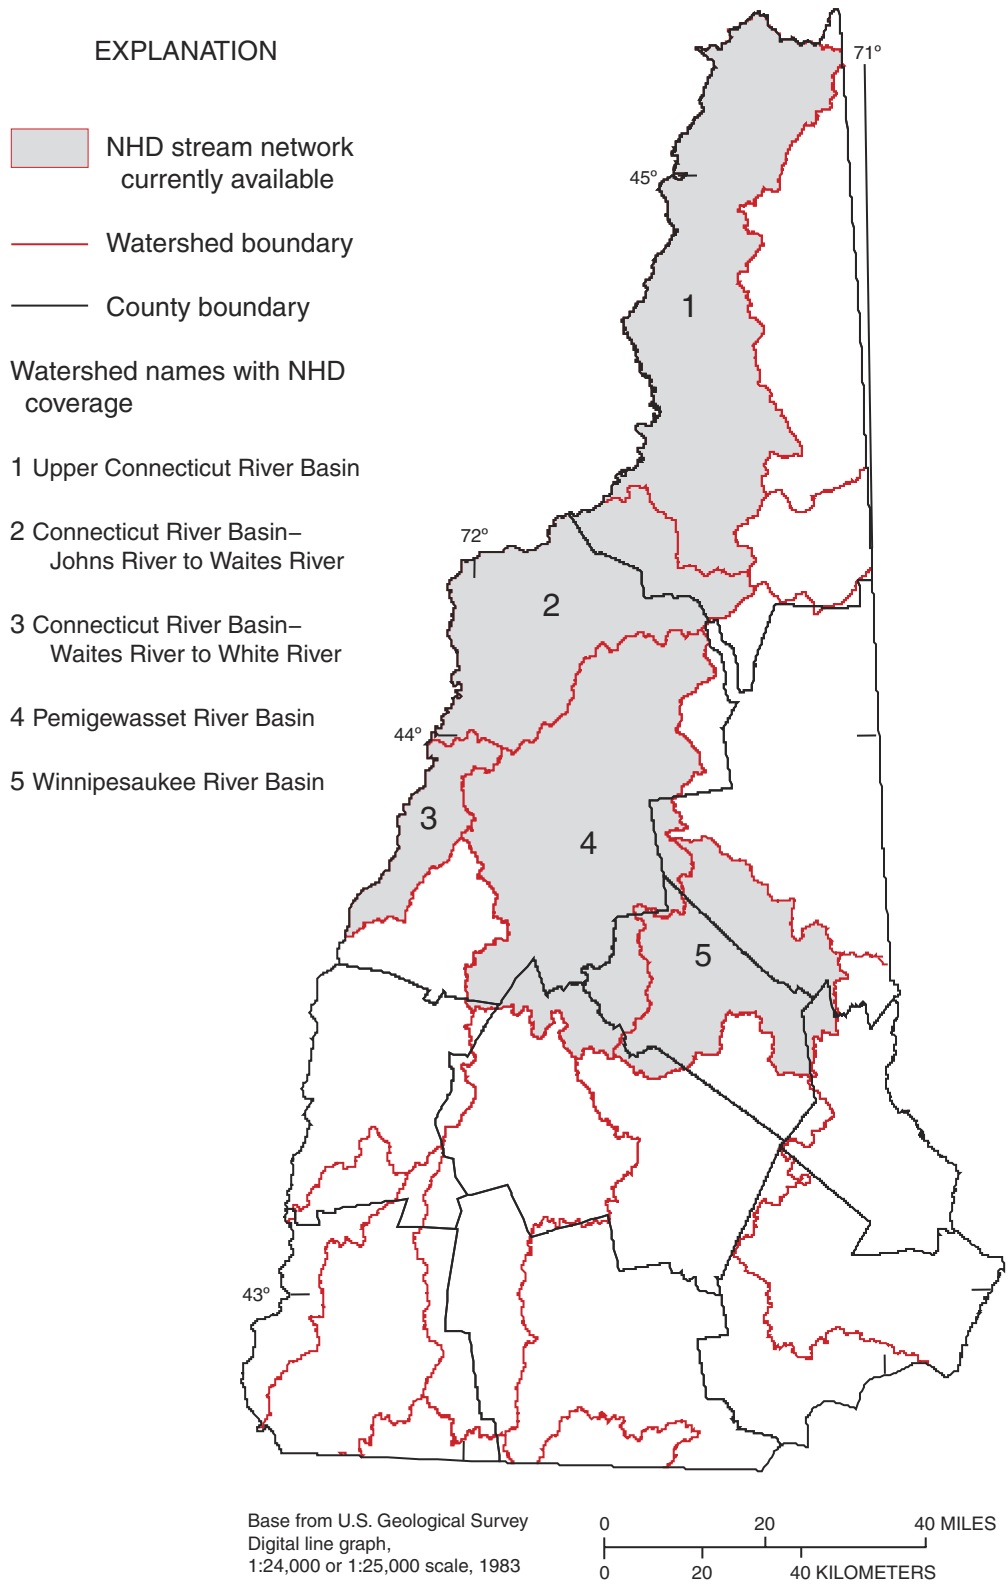 EXPLANATION
NHD stream network
currently available
Watershed boundary
County boundary
Watershed names with NHD
coverage
1 Upper Connecticut River Basin
2 Connecticut River Basin–
Johns River to Waites River
3 Connecticut River Basin–
Waites River to White River
4 Pemigewasset River Basin
5 Winnipesaukee River Basin
71°
45°
1
72°
2
44°
3
4
5
43°
Base from U.S. Geological Survey
Digital line graph,
1:24,000 or 1:25,000 scale, 1983
0 20 40 MILES
0 20 40 KILOMETERS